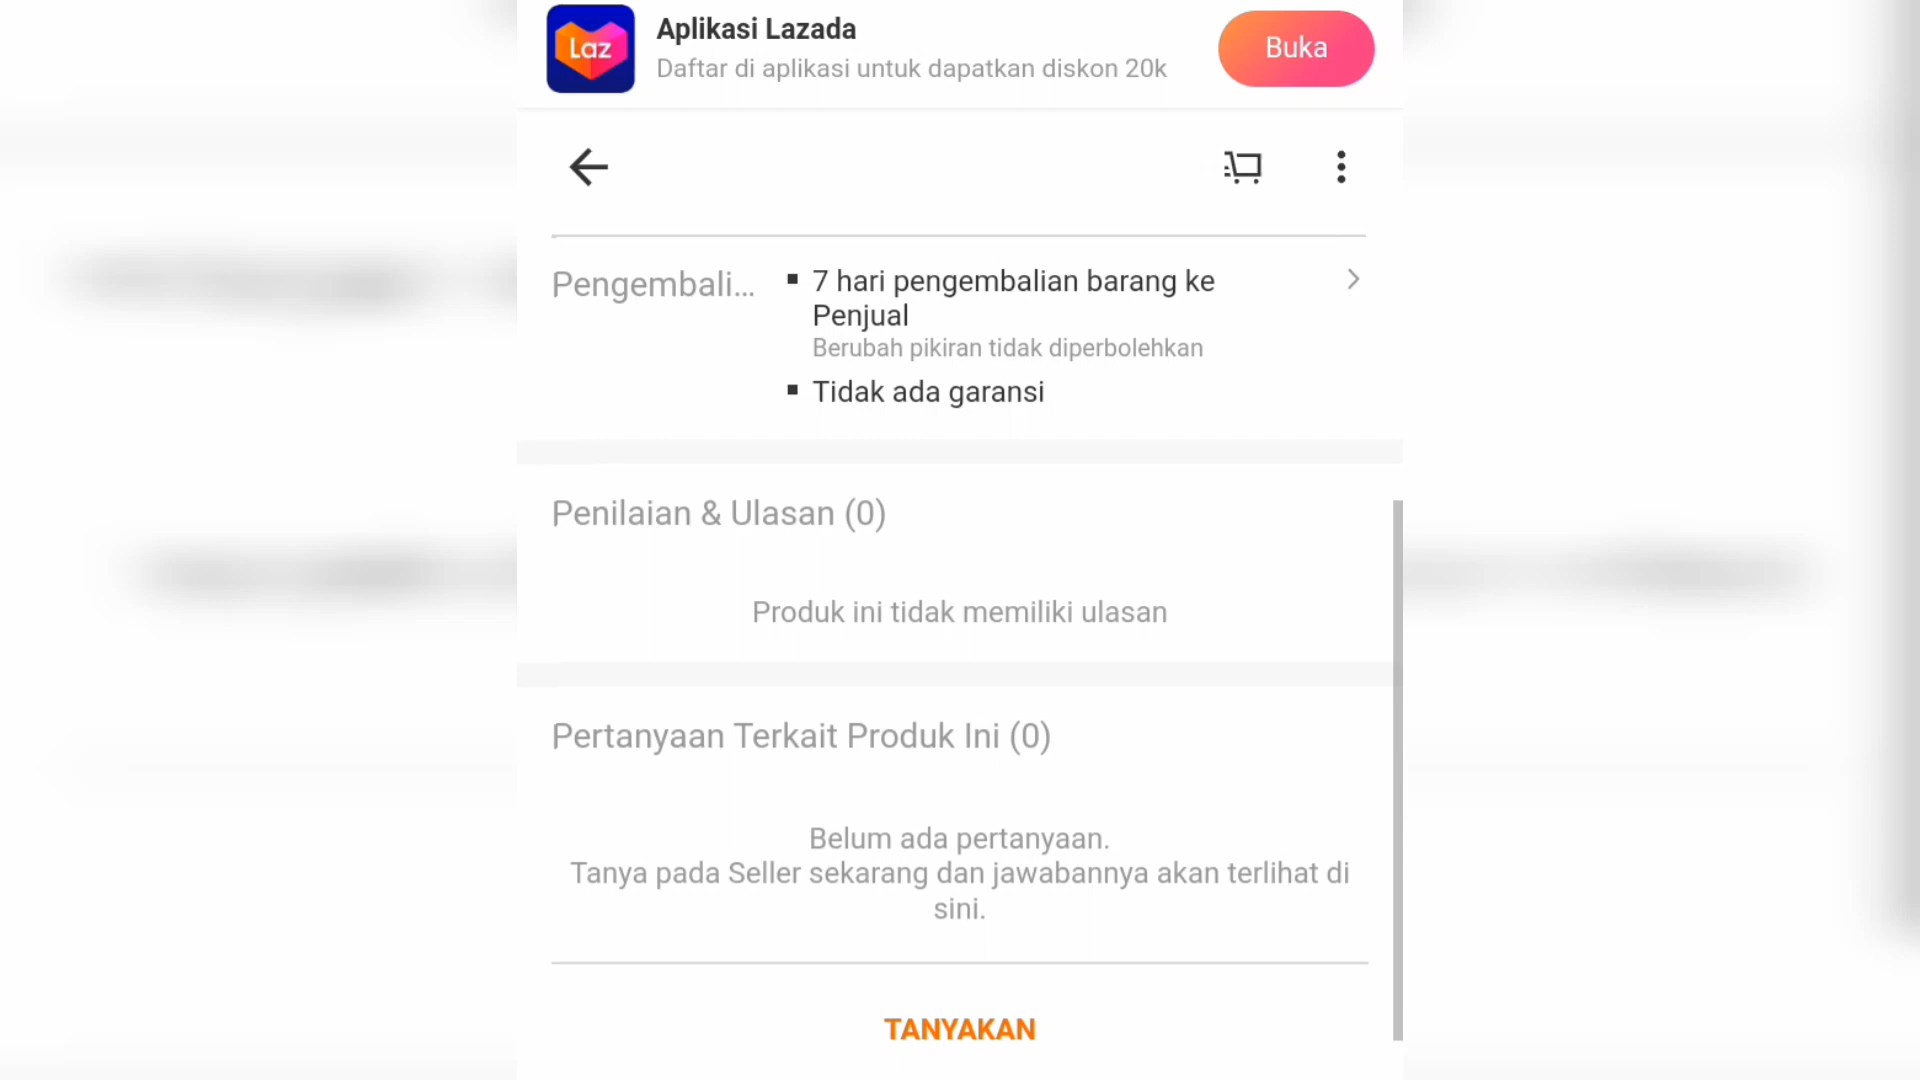 Aplikasi Lazada
Laz
Daftar di aplikasi untuk dapatkan diskon 20k
Buka
Pengembali...
7 hari pengembalian barang ke
Penjual
Berubah pikiran tidak diperbolehkan
Tidak ada garansi
Penilaian & Ulasan (0)
Produk ini tidak memiliki ulasan
Pertanyaan Terkait Produk Ini (0)
Belum ada pertanyaan.
Tanya pada Seller sekarang dan jawabannya akan terlihat di
sini.
TANYAKAN